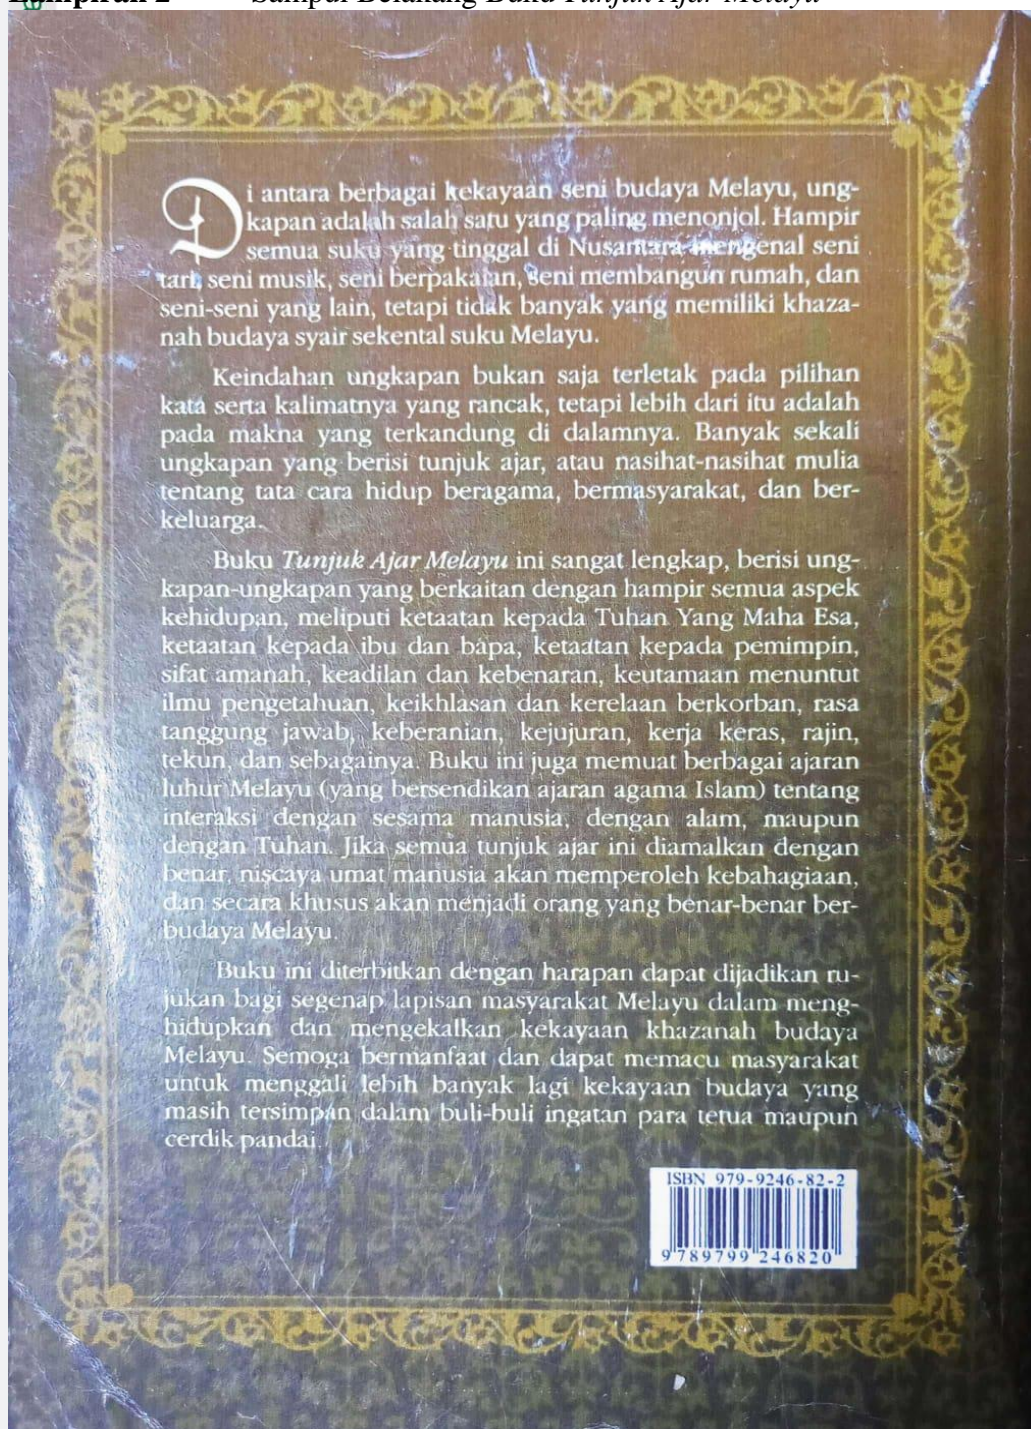 Lampiran 2 Sampul Belakang Buku Tunjuk Ajar Melayu
Di antara berbagai kekayaan seni budaya Melayu, ung-
kapan adalah salah satu yang paling menonjol. Hampir
semua suku yang tinggal di Nusantara mengenal seni
tari, seni musik, seni berpakaian, seni membangun rumah, dan
seni-seni yang lain, tetapi tidak banyak yang memiliki khaza-
nah budaya syair sekental suku Melayu.
Keindahan ungkapan bukan saja terletak pada pilihan
kata serta kalimatnya yang rancak, tetapi lebih dari itu adalah
pada makna yang terkandung di dalamnya. Banyak sekali
ungkapan yang berisi tunjuk ajar, atau nasihat-nasihat mulia
tentang tata cara hidup beragama, bermasyarakat, dan ber-
keluarga.
Buku Tunjuk Ajar Melayu ini sangat lengkap, berisi ung-
kapan-ungkapan yang berkaitan dengan hampir semua aspek
kehidupan, meliputi ketaatan kepada Tuhan Yang Maha Esa,
ketaatan kepada ibu dan bapa, ketaatan kepada pemimpin,
sifat amanah, keadilan dan kebenaran, keutamaan menuntut
ilmu pengetahuan, keikhlasan dan kerelaan berkorban, rasa
tanggung jawab, keberanian, kejujuran, kerja keras, rajin,
tekun, dan sebagainya. Buku ini juga memuat berbagai ajaran
luhur Melayu (yang bersendikan ajaran agama Islam) tentang
interaksi dengan sesama manusia, dengan alam, maupun
dengan Tuhan. Jika semua tunjuk ajar ini diamalkan dengan
benar, niscaya umat manusia akan memperoleh kebahagiaan,
dan secara khusus akan menjadi orang yang benar-benar ber-
budaya Melayu.
Buku ini diterbitkan dengan harapan dapat dijadikan ru-
jukan bagi segenap lapisan masyarakat Melayu dalam meng-
hidupkan dan mengekalkan kekayaan khazanah budaya
Melayu. Semoga bermanfaat dan dapat memacu masyarakat
untuk menggali lebih banyak lagi kekayaan budaya yang
masih tersimpan dalam buli-buli ingatan para tetua maupun
cerdik pandai.
ISBN 979-9246-82-2
9 789799 246820